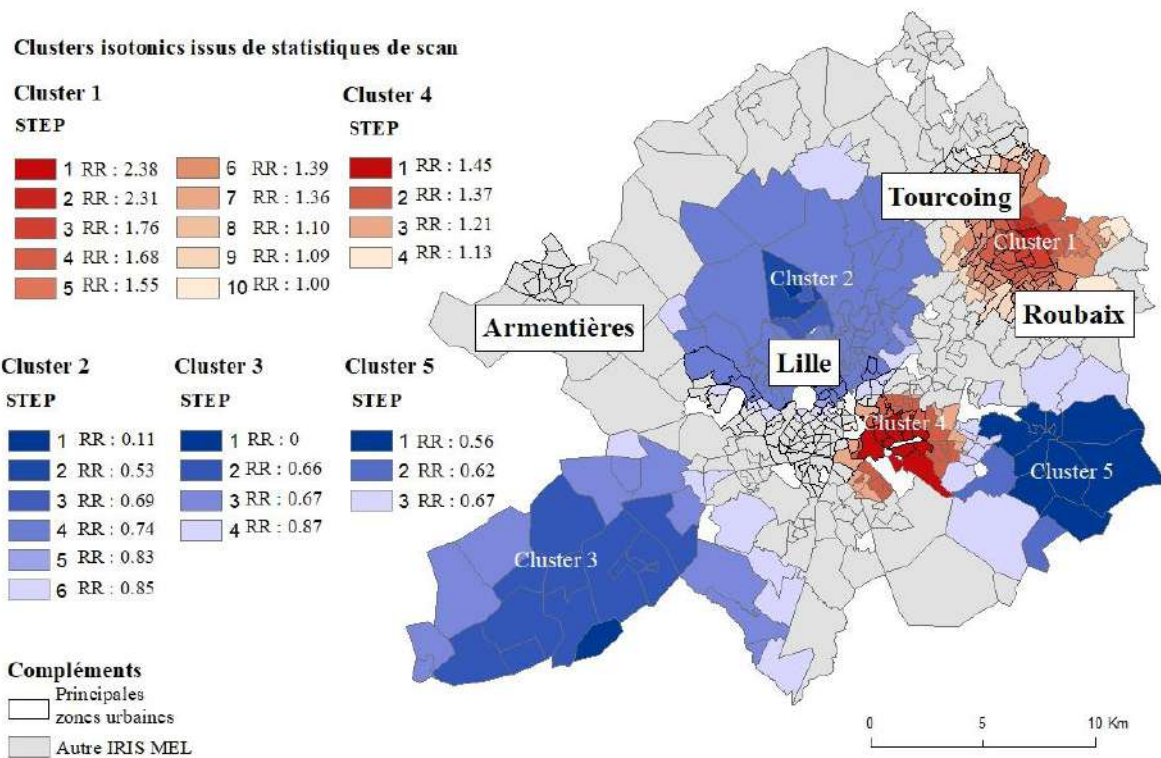 Clusters isotonics issus de statistiques de scan
Cluster 1
STEP
1 RR : 2.38
2 RR : 2.31
3 RR : 1.76
4 RR : 1.68
5 RR : 1.55
6 RR : 1.39
7 RR : 1.36
8 RR : 1.10
9 RR : 1.09
10 RR : 1.00
Cluster 4
STEP
1 RR : 1.45
2 RR : 1.37
3 RR : 1.21
4 RR : 1.13
Cluster 2
STEP
1 RR : 0.11
2 RR : 0.53
3 RR : 0.69
4 RR : 0.74
5 RR : 0.83
6 RR : 0.85
Cluster 3
STEP
1 RR : 0
2 RR : 0.66
3 RR : 0.67
4 RR : 0.87
Cluster 5
STEP
1 RR : 0.56
2 RR : 0.62
3 RR : 0.67
Compléments
Principales
zones urbaines
Autre IRIS MEL
Tourcoing
Cluster 1
Cluster 2
Roubaix
Armentières
Lille
Cluster 4
Cluster 5
Cluster 3
0 5 10 Km